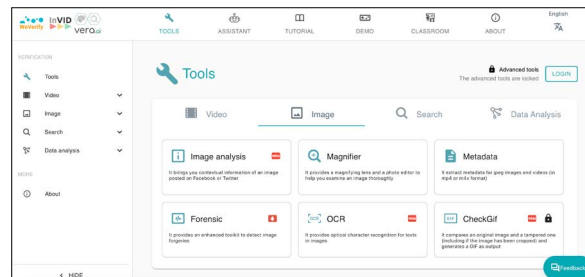 WeVerify InVID vera.ai
TOOLS
ASSISTANT
TUTORIAL
DEMO
CLASSROOM
ABOUT
English
VERIFICATION
Tools
Video
Image
Search
Data analysis
MORE
About
< HIDE
Tools
Advanced tools
The advanced tools are locked
LOGIN
Video
Image
Search
Data Analysis
Image analysis
It brings you contextual information of an image
posted on Facebook or Twitter
Magnifier
It provides a magnifying lens and a photo editor to
help you examine an image thoroughly
Metadata
It extract metadata for jpeg images and videos (in
mp4 or m4v format)
Forensic
It provides an enhanced toolkit to detect image
forgeries
OCR
OCR
It provides optical character recognition for texts
in images
GIF
CheckGif
It compares an original image and a tampered one
(including if the image has been cropped) and
generates a GIF as output
Feedback